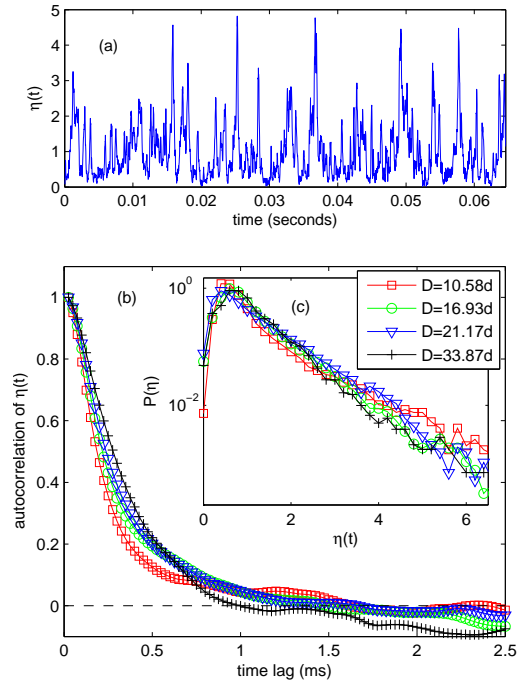 5
4
3
2
1
0
η(t)
(a)
0 0.01 0.02 0.03 0.04 0.05 0.06
time (seconds)
1
0.8
0.6
0.4
0.2
0
autocorrelation of η(t)
(b)
0 0.5 1 1.5 2 2.5
time lag (ms)
(c)
10^0
10^-2
P(η)
0 2 4 6
η(t)
D=10.58d
D=16.93d
D=21.17d
D=33.87d